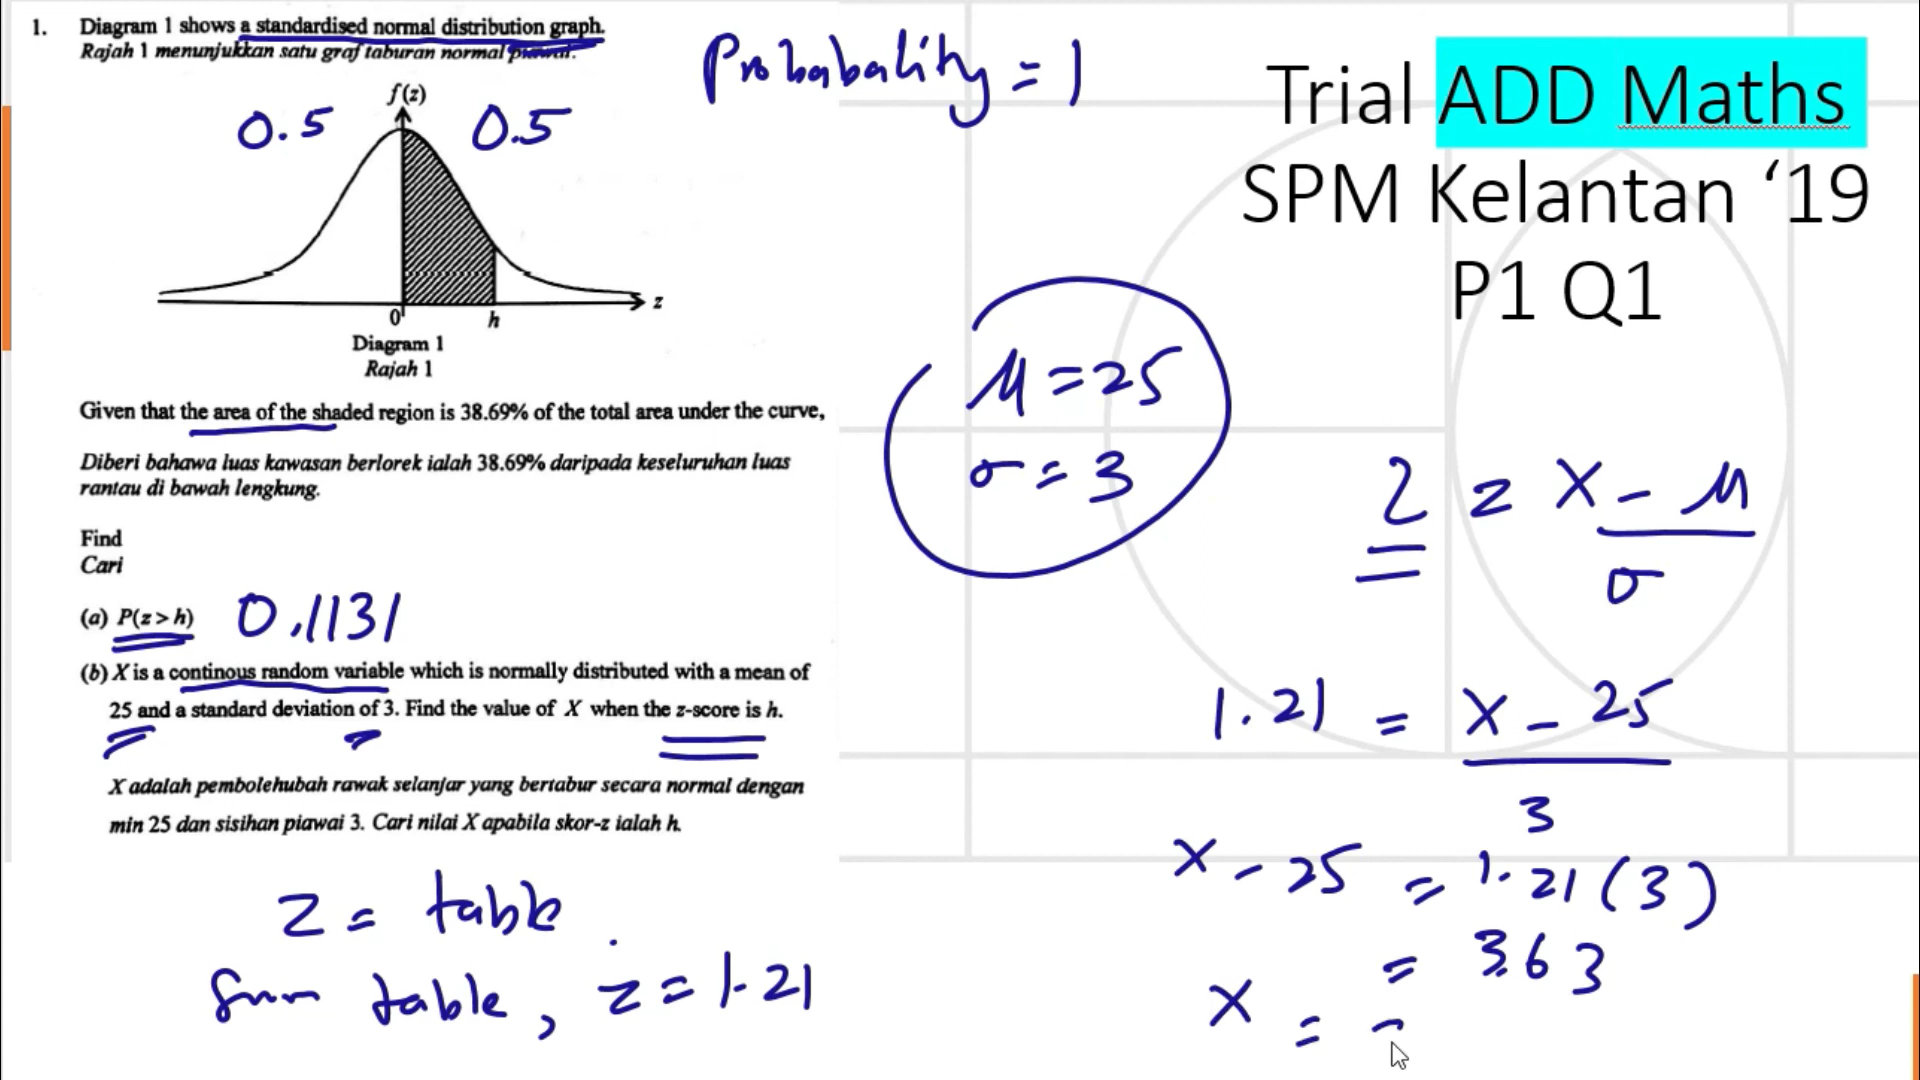 1. Diagram 1 shows a standardised normal distribution graph.
Rajah 1 menunjukkan satu graf taburan normal piawai.
f(z)
0.5
0.5
0
h
z
Diagram 1
Rajah 1
Given that the area of the shaded region is 38.69% of the total area under the curve,
Diberi bahawa luas kawasan berlorek ialah 38.69% daripada keseluruhan luas
rantau di bawah lengkung.
Find
Cari
(a) P(z > h) 0.1131
(b) X is a continous random variable which is normally distributed with a mean of
25 and a standard deviation of 3. Find the value of X when the z-score is h.
X adalah pembolehubah rawak selanjar yang bertabur secara normal dengan
min 25 dan sisihan piawai 3. Cari nilai X apabila skor-z ialah h.
z = table
from table, z = 1.21
Probabality = 1
Trial ADD Maths
SPM Kelantan ‘19
P1 Q1
μ = 25
σ = 3
Z = X - μ
σ
1.21 = X - 25
3
X - 25 = 1.21 (3)
= 3.63
X =